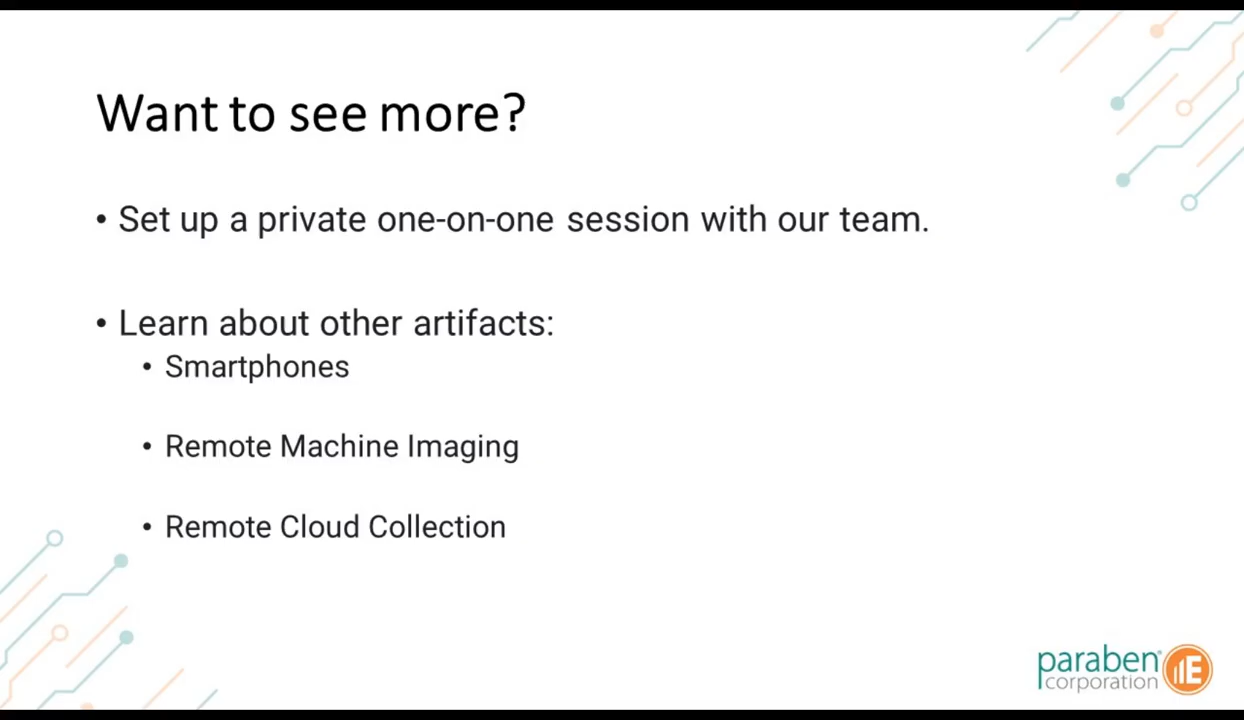 Want to see more?
• Set up a private one-on-one session with our team.
• Learn about other artifacts:
• Smartphones
• Remote Machine Imaging
• Remote Cloud Collection
paraben®
corporation
E